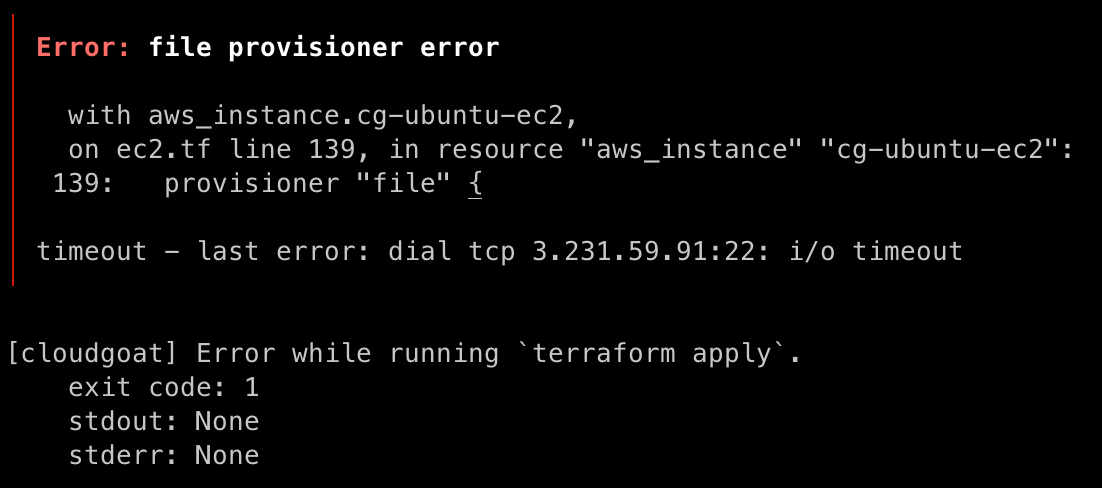 Error: file provisioner error
with aws_instance.cg-ubuntu-ec2,
on ec2.tf line 139, in resource "aws_instance" "cg-ubuntu-ec2":
139:   provisioner "file" {
timeout - last error: dial tcp 3.231.59.91:22: i/o timeout
[cloudgoat] Error while running `terraform apply`.
exit code: 1
stdout: None
stderr: None